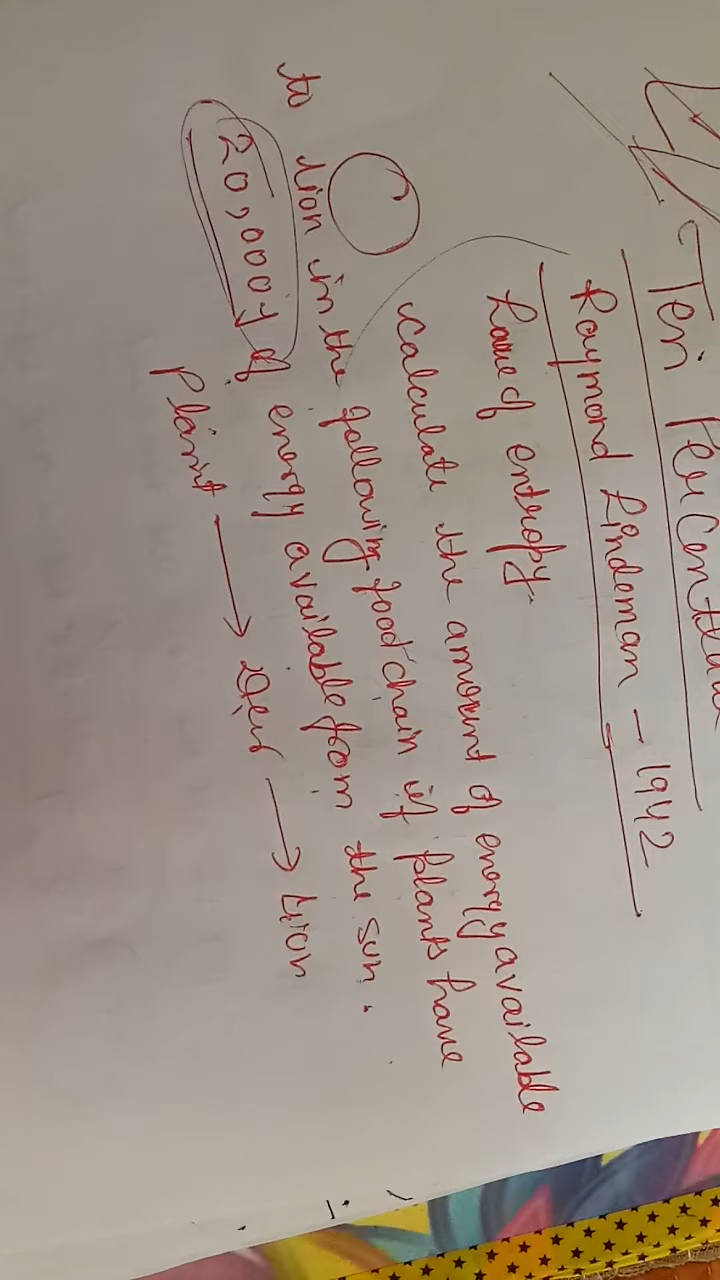 Ten Per Cent
Raymond Lindeman - 1942
Law of entropy.
Calculate the amount of energy available
to lion in the following food chain if plants have
20,000 J of energy available from the sun.
Plant → Deer → Lion